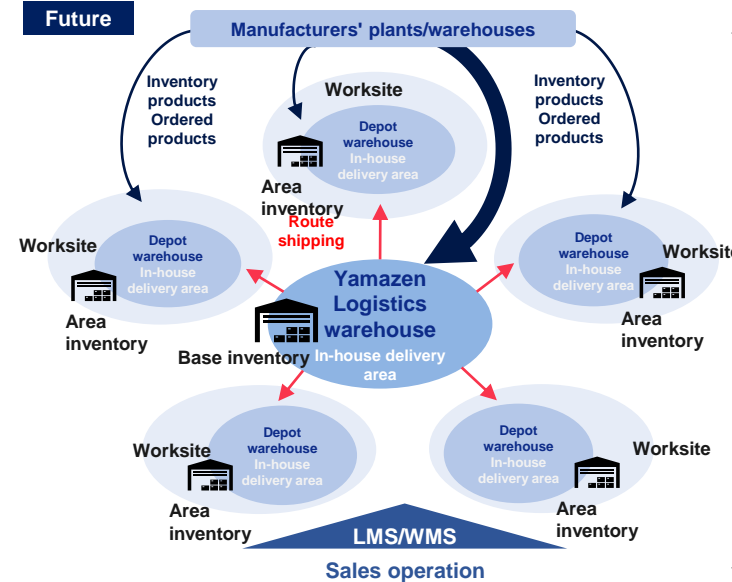 Future
Manufacturers' plants/warehouses
Inventory
products
Ordered
products
Worksite
Depot
warehouse
In-house
delivery area
Area
inventory
Inventory
products
Ordered
products
Route
shipping
Worksite
Depot
warehouse
In-house
delivery area
Area
inventory
Yamazen
Logistics
warehouse
In-house delivery
area
Base inventory
Depot
warehouse
In-house
delivery area
Worksite
Area
inventory
Worksite
Depot
warehouse
In-house
delivery area
Area
inventory
Depot
warehouse
In-house
delivery area
Worksite
Area
inventory
LMS/WMS
Sales operation